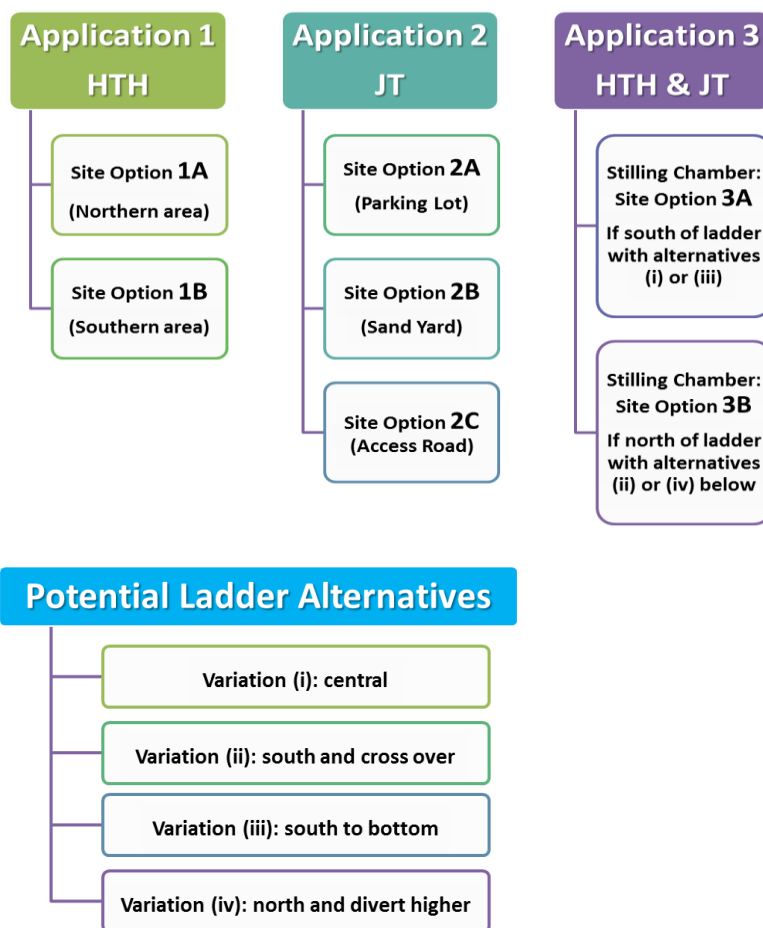 Application 1
HTH
Site Option 1A
(Northern area)
Site Option 1B
(Southern area)
Application 2
JT
Site Option 2A
(Parking Lot)
Site Option 2B
(Sand Yard)
Site Option 2C
(Access Road)
Application 3
HTH & JT
Stilling Chamber:
Site Option 3A
If south of ladder
with alternatives
(i) or (iii)
Stilling Chamber:
Site Option 3B
If north of ladder
with alternatives
(ii) or (iv) below
Potential Ladder Alternatives
Variation (i): central
Variation (ii): south and cross over
Variation (iii): south to bottom
Variation (iv): north and divert higher